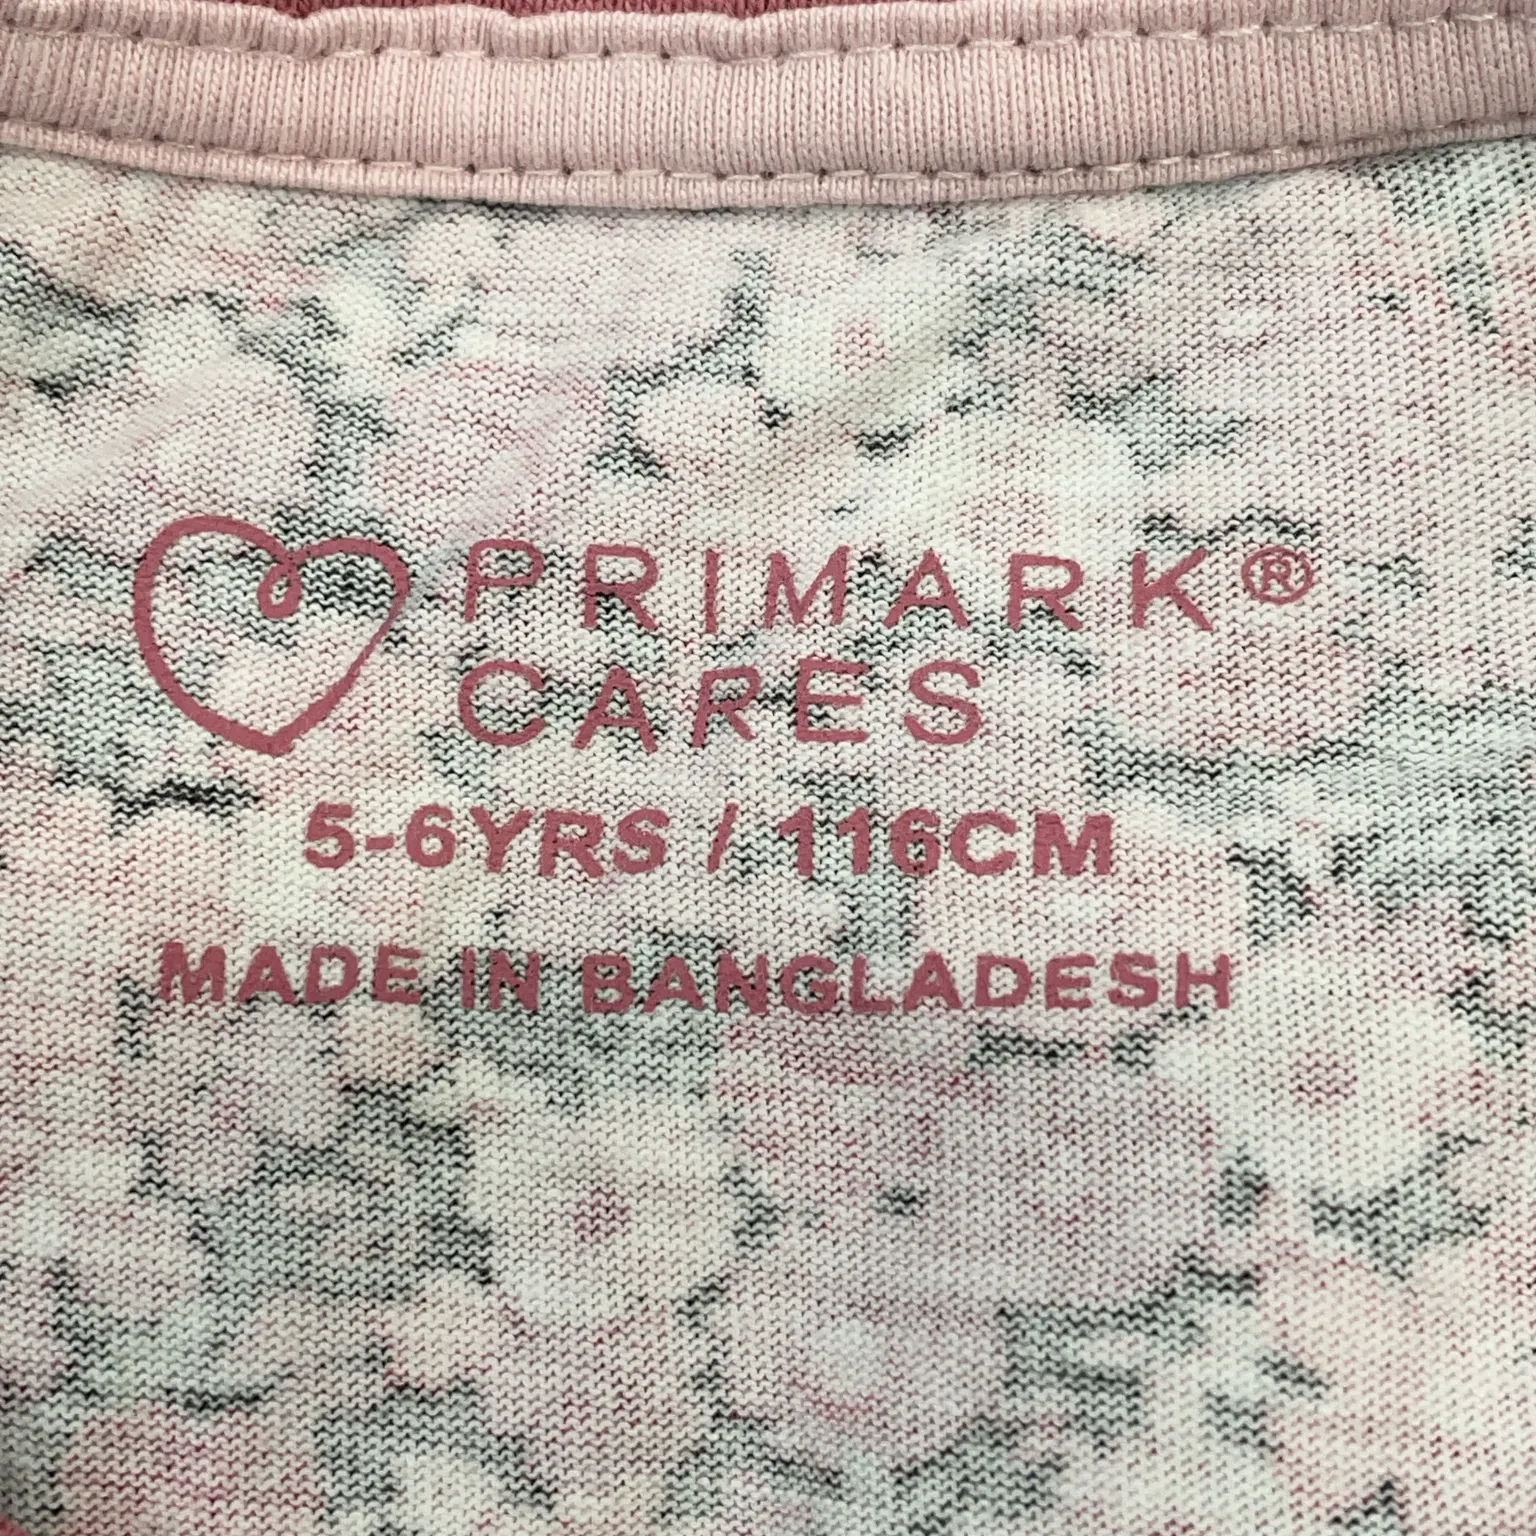 PRIMARK®
CARES
5-6YRS / 116CM
MADE IN BANGLADESH